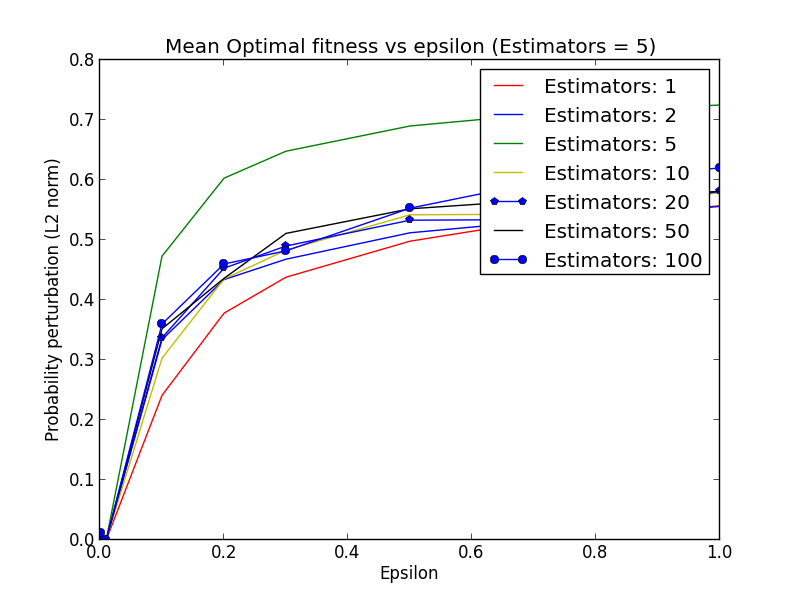 Mean Optimal fitness vs epsilon (Estimators = 5)
0.8
0.7
0.6
0.5
0.4
0.3
0.2
0.1
0.0
Probability perturbation (L2 norm)
Estimators: 1
Estimators: 2
Estimators: 5
Estimators: 10
Estimators: 20
Estimators: 50
Estimators: 100
0.0 0.2 0.4 0.6 0.8 1.0
Epsilon